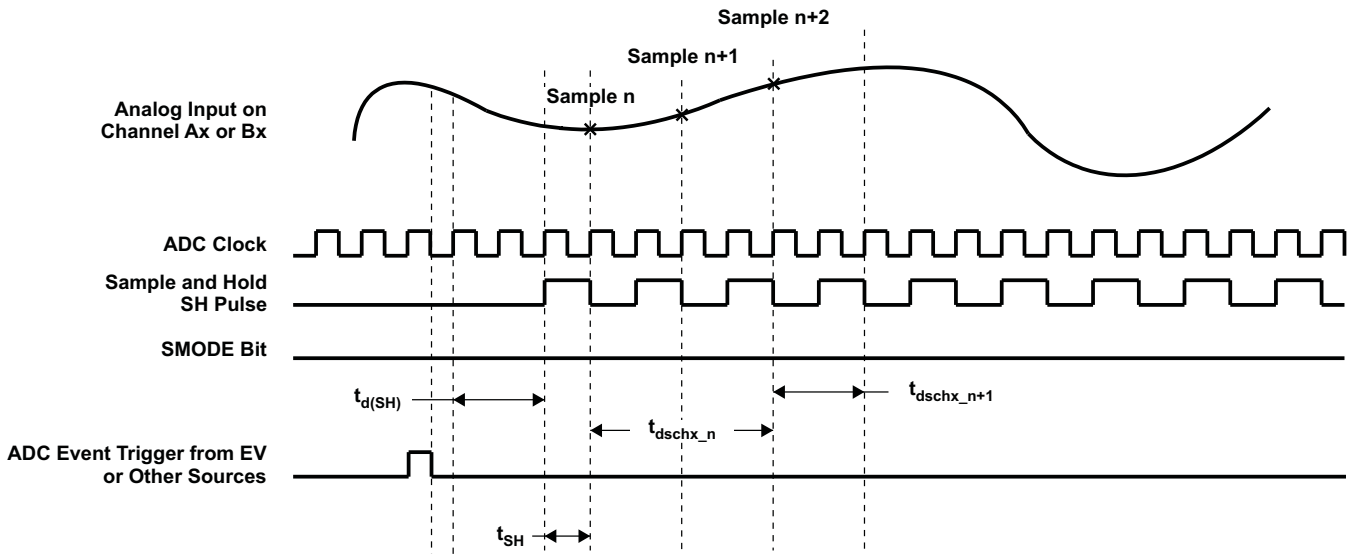 Sample n+2
Sample n+1
Sample n
Analog Input on
Channel Ax or Bx
ADC Clock
Sample and Hold
SH Pulse
SMODE Bit
td(SH)
tdschx_n+1
tdschx_n
ADC Event Trigger from EV
or Other Sources
tSH